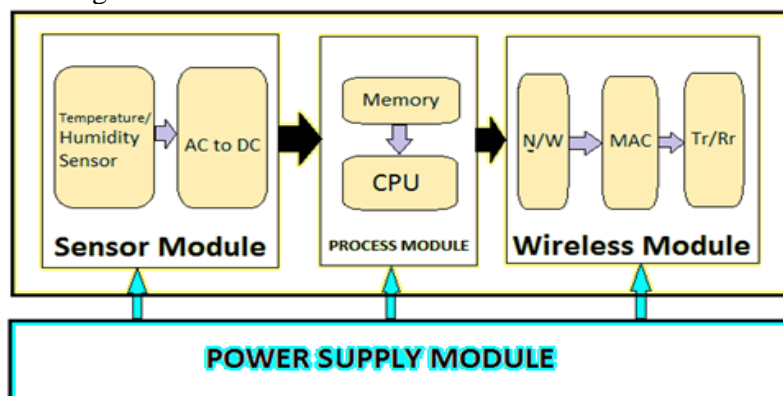 Temperature/
Humidity
Sensor
AC to DC
Sensor Module
Memory
CPU
PROCESS MODULE
N/W
MAC
Tr/Rr
Wireless Module
POWER SUPPLY MODULE